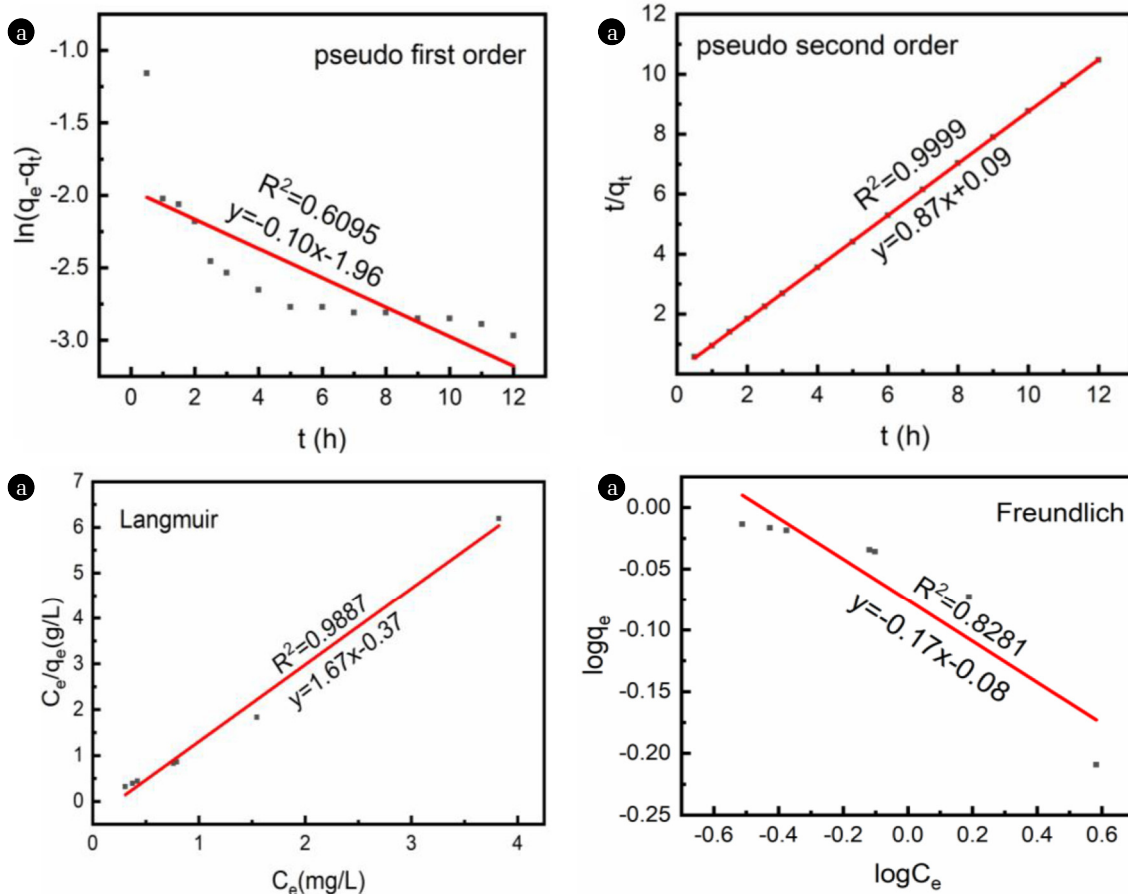 a
pseudo first order
R²=0.6095
y=-0.10x-1.96
ln(qₑ-qₜ)
-1.0
-1.5
-2.0
-2.5
-3.0
0 2 4 6 8 10 12
t (h)
a
pseudo second order
R²=0.9999
y=0.87x+0.09
t/qₜ
12
10
8
6
4
2
0 2 4 6 8 10 12
t (h)
a
Langmuir
R²=0.9887
y=1.67x-0.37
Cₑ/qₑ(g/L)
7
6
5
4
3
2
1
0
0 1 2 3 4
Cₑ(mg/L)
a
Freundlich
R²=0.8281
y=-0.17x-0.08
logqₑ
0.00
-0.05
-0.10
-0.15
-0.20
-0.25
-0.6 -0.4 -0.2 0.0 0.2 0.4 0.6
logCₑ